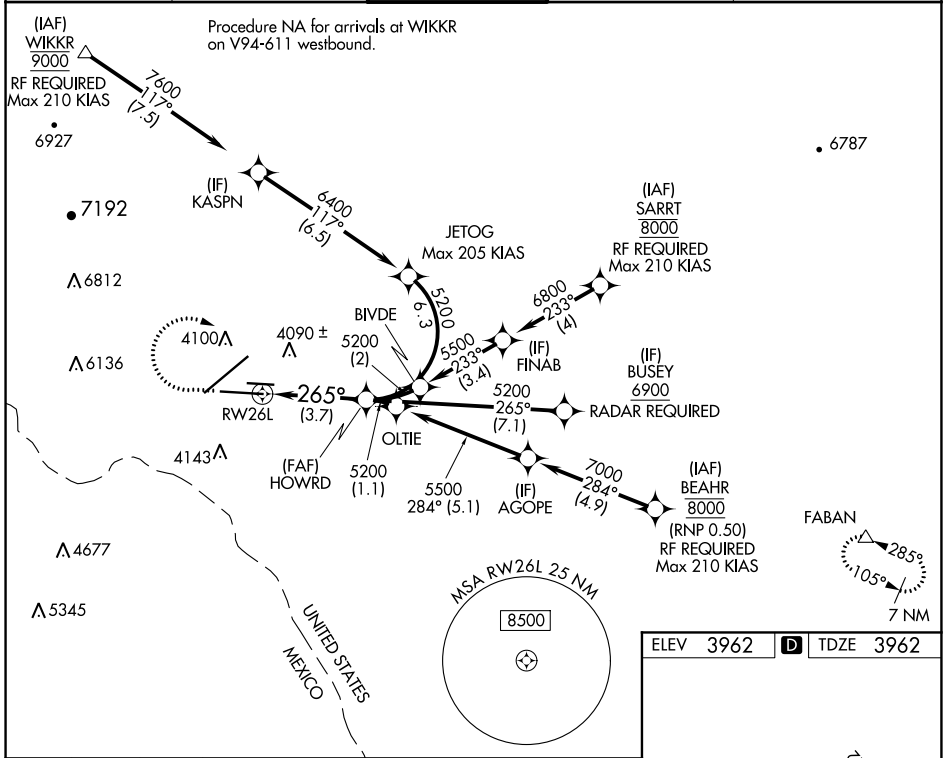 Procedure NA for arrivals at WIKKR
on V94-611 westbound.
(IAF)
WIKKR
9000
RF REQUIRED
Max 210 KIAS
7600
117°
(7.5)
6927
6787
(IF)
KASPN
7192
6400
117°
(6.5)
JETOG
Max 205 KIAS
(IAF)
SARRT
8000
RF REQUIRED
Max 210 KIAS
6812
5200
6.3
6800
233°
(4)
BIVDE
4100
4090 ±
5200
(2)
5500
233°
(3.4)
(IF)
FINAB
6136
(IF)
BUSEY
6900
RADAR REQUIRED
5200
265°
(7.1)
265°
(3.7)
RW26L
OLTIE
4143
(FAF)
HOWRD
5200
(1.1)
5500
284° (5.1)
(IF)
AGOPE
7000
284°
(4.9)
(IAF)
BEAHR
8000
(RNP 0.50)
RF REQUIRED
Max 210 KIAS
FABAN
285°
105°
7 NM
4677
5345
MSA RW26L 25 NM
8500
UNITED STATES
MEXICO
ELEV 3962 D TDZE 3962